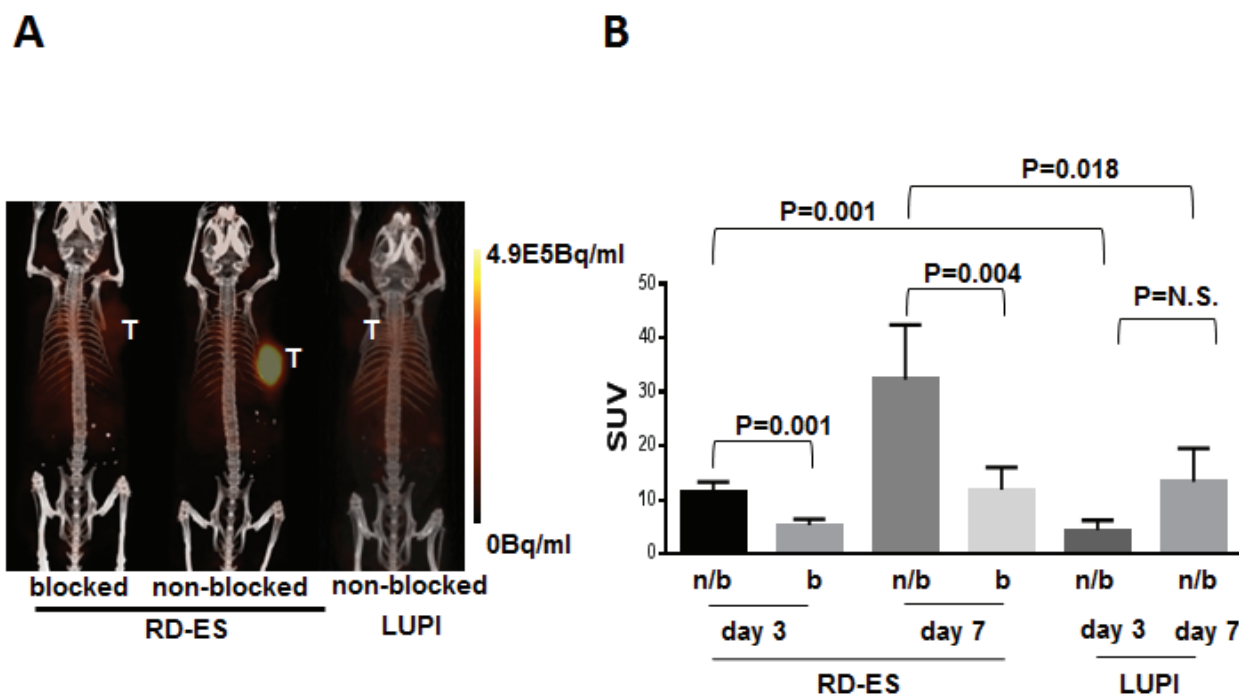 A
T
T
T
4.9E5Bq/ml
0Bq/ml
blocked non-blocked non-blocked
RD-ES LUPI
B
P=0.018
P=0.001
P=0.004
P=N.S.
P=0.001
SUV
50
40
30
20
10
0
n/b b n/b b n/b n/b
day 3 day 7 day 3 day 7
RD-ES LUPI